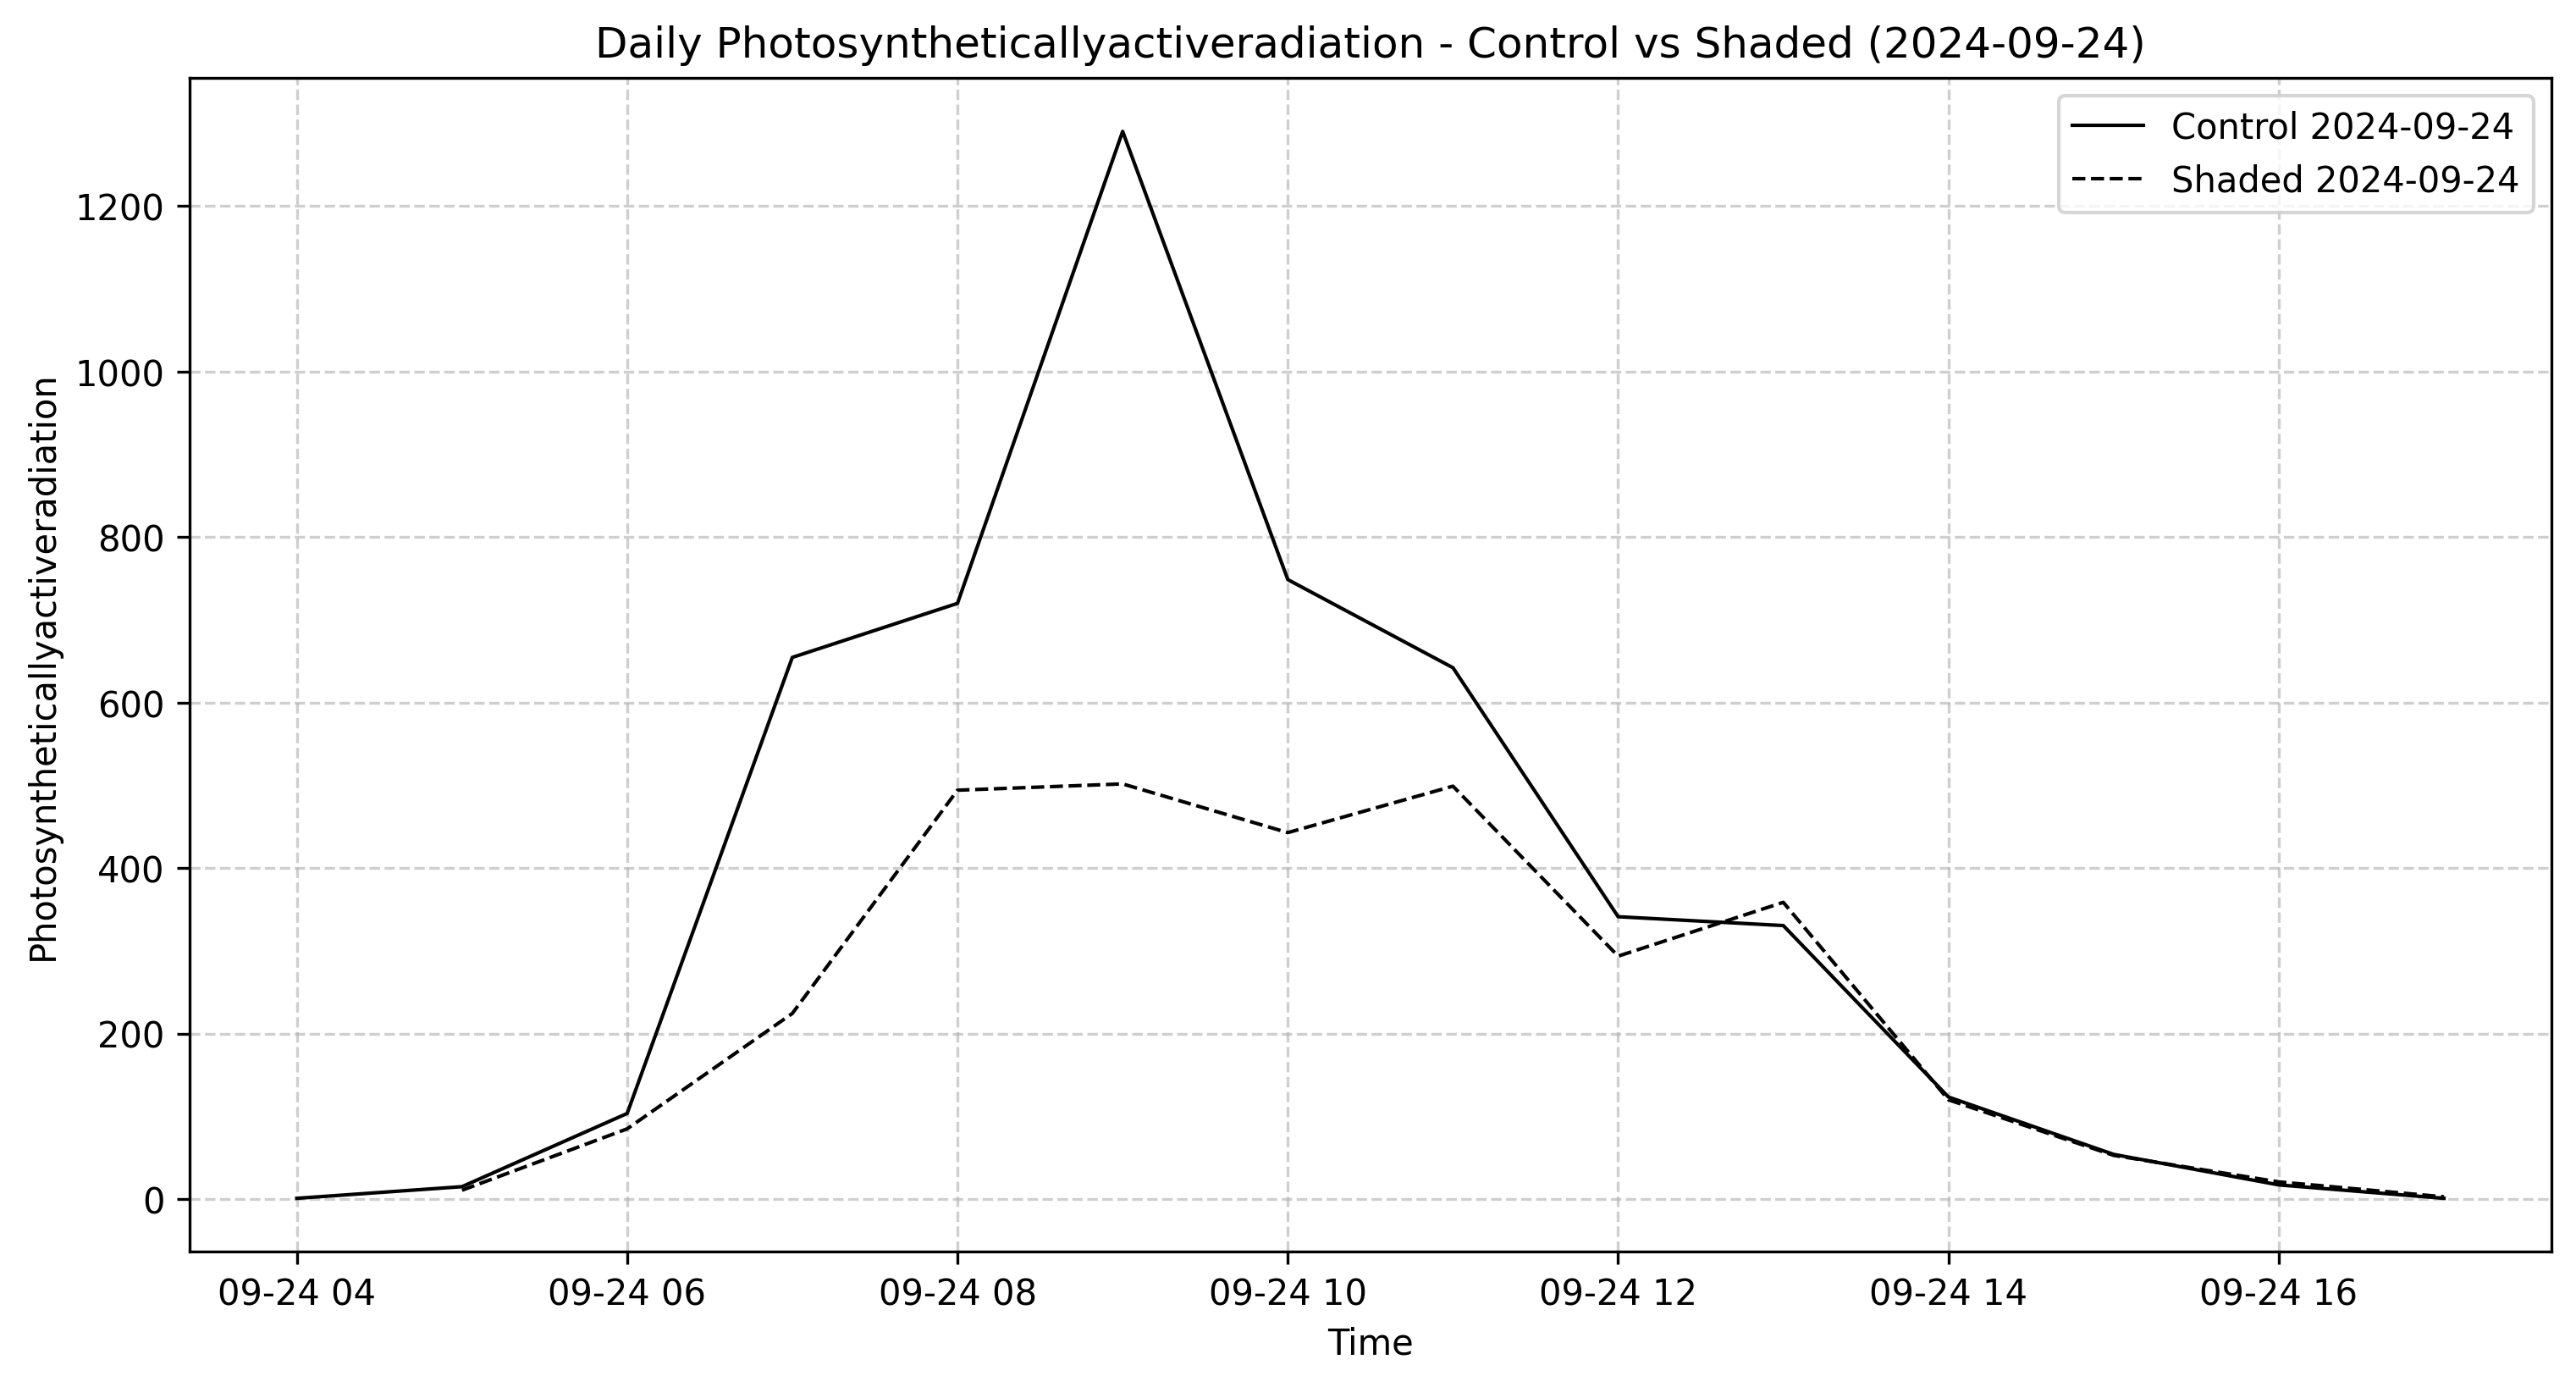 Daily Photosyntheticallyactiveradiation - Control vs Shaded (2024-09-24)
Control 2024-09-24
Shaded 2024-09-24
Photosyntheticallyactiveradiation
1200
1000
800
600
400
200
0
09-24 04 09-24 06 09-24 08 09-24 10 09-24 12 09-24 14 09-24 16
Time